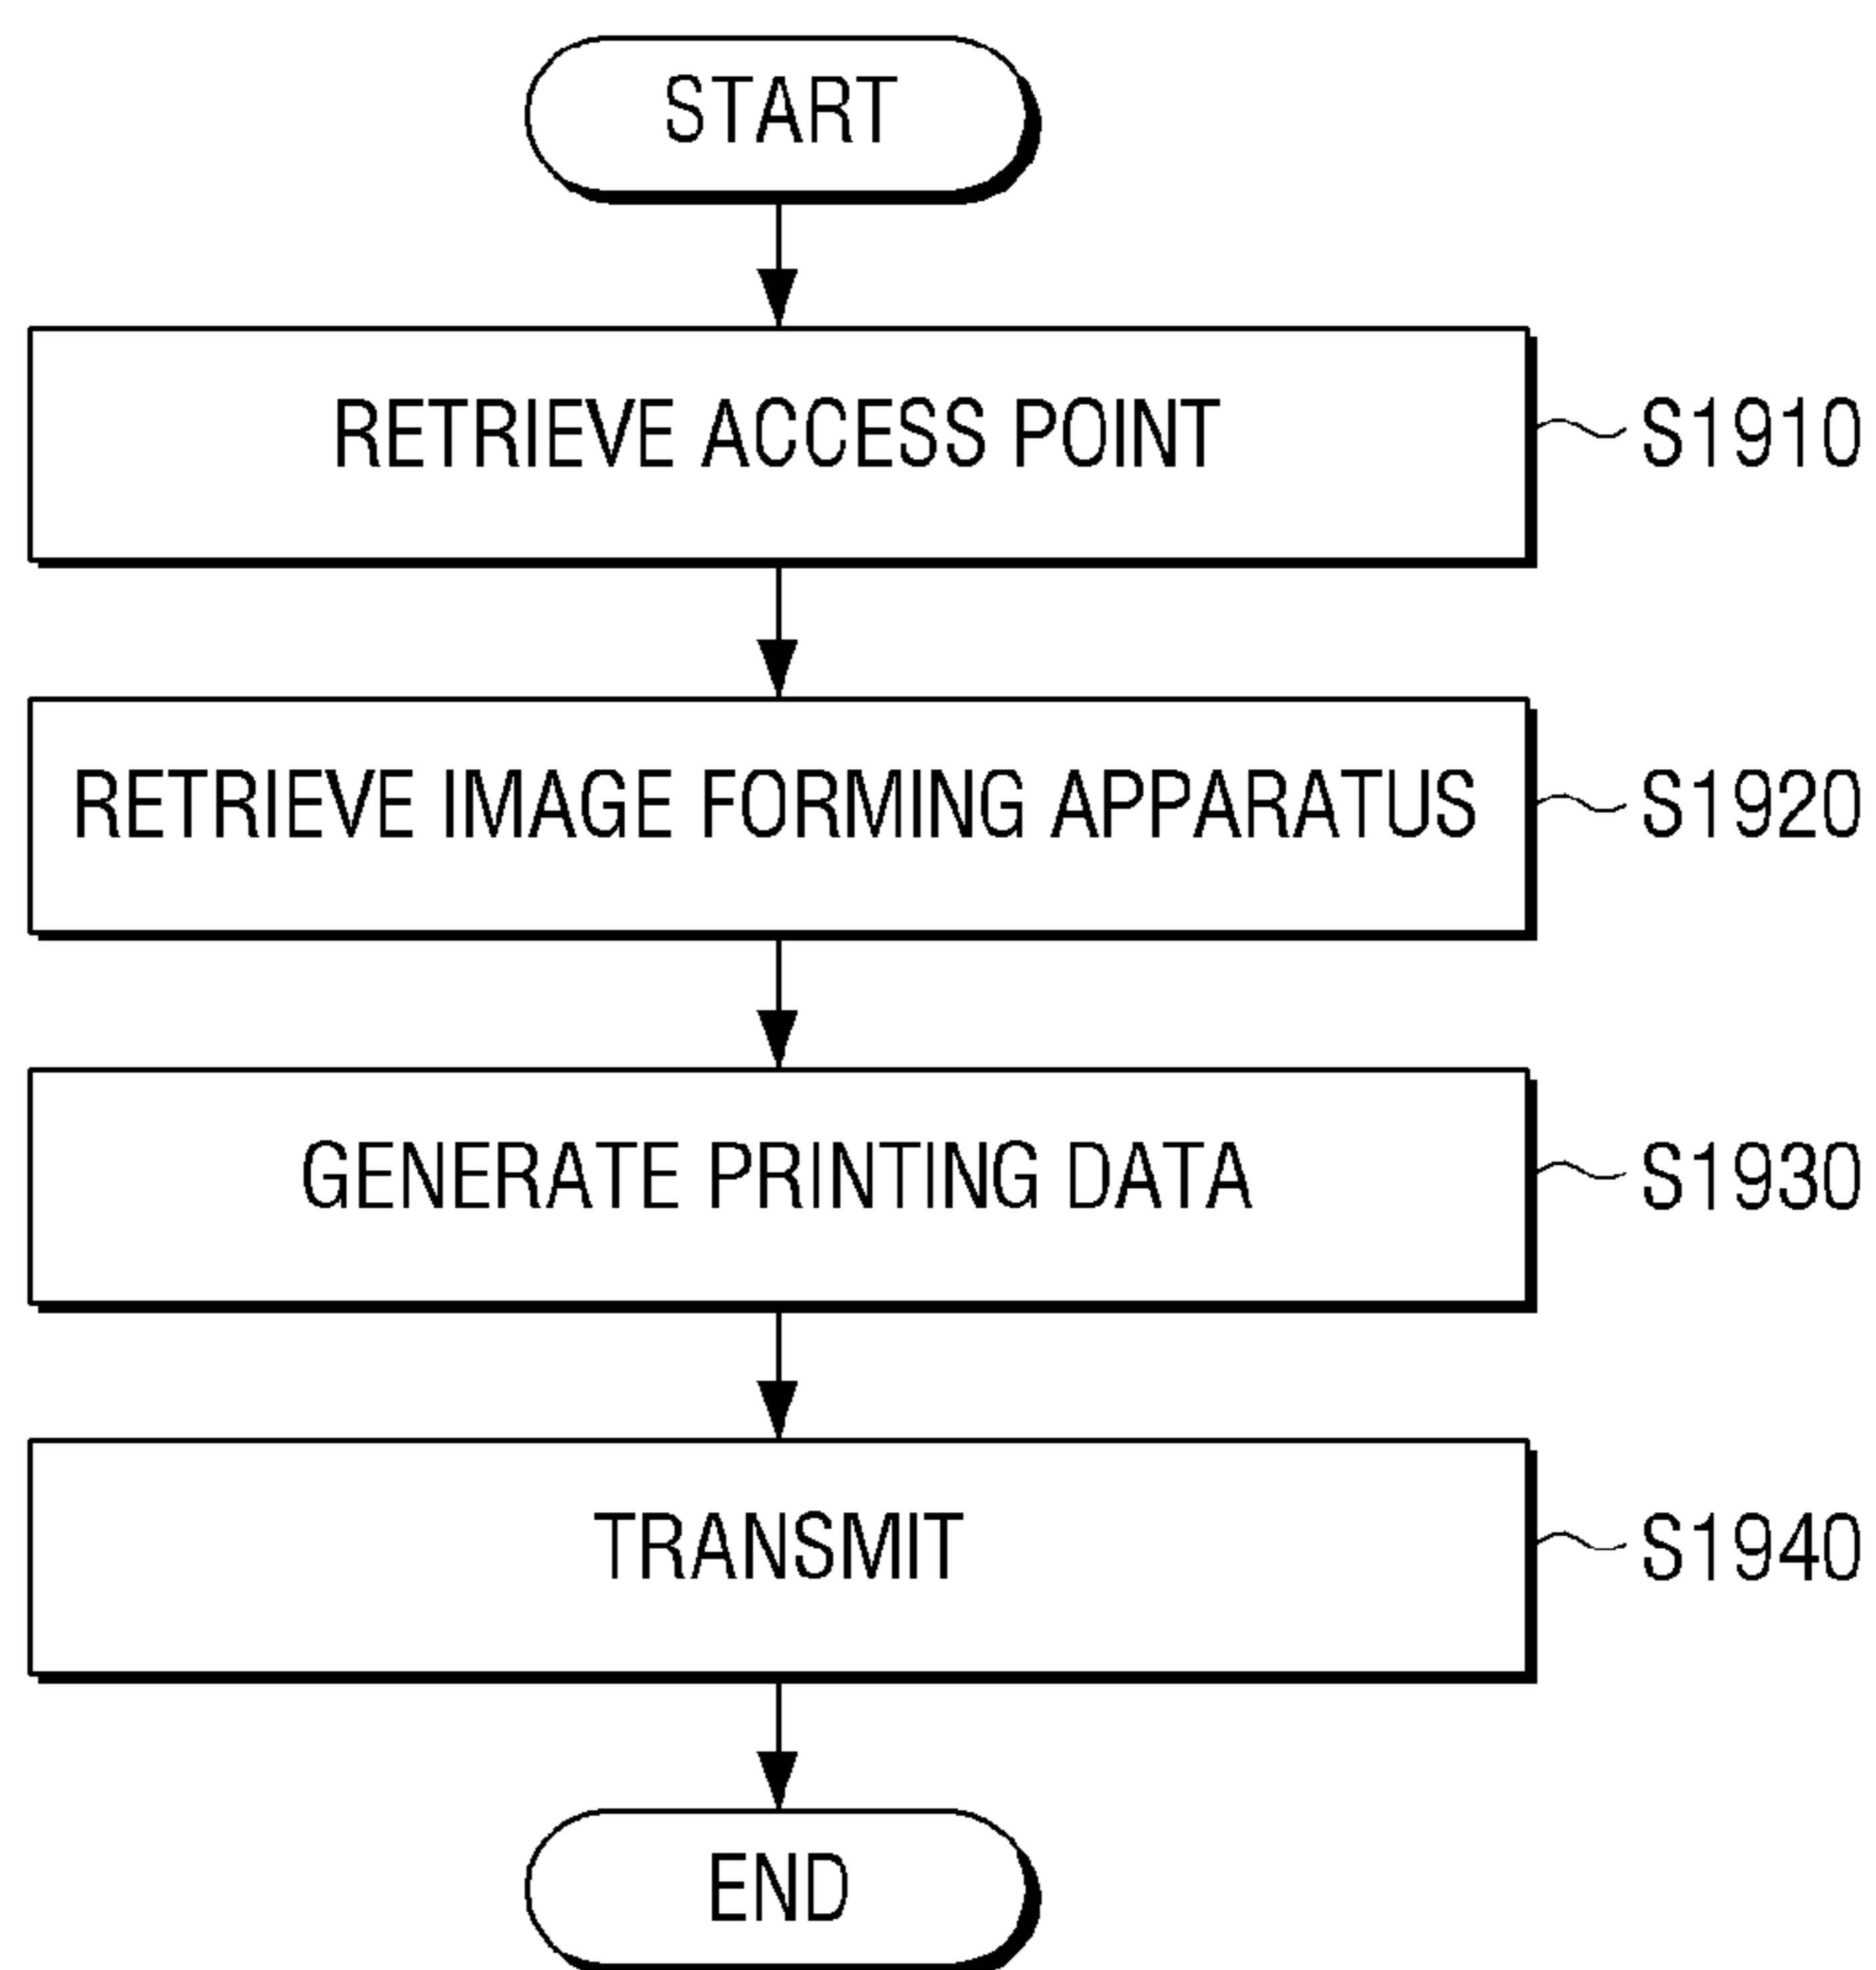 START
RETRIEVE ACCESS POINT
S1910
RETRIEVE IMAGE FORMING APPARATUS
S1920
GENERATE PRINTING DATA
S1930
TRANSMIT
S1940
END